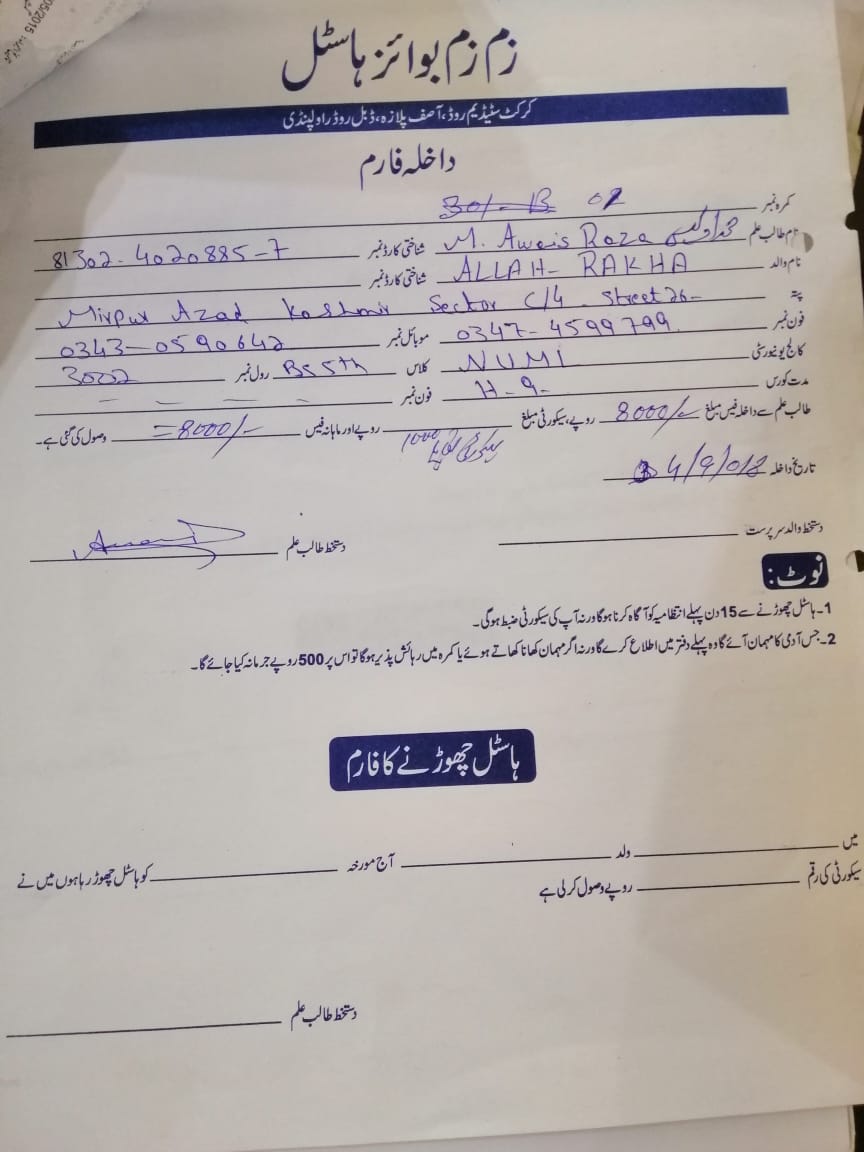 زم زم بوائز ہاسٹل
کرکٹ سٹیڈیم روڈ، آصف پلازہ، ڈبل روڈ راولپنڈی
داخلہ فارم
کمرہ نمبر 30/-B 02
نام طالب علم M. Awais Raza محمد اویس شناختی کارڈ نمبر 81302-4020885-7
نام والد ALLAH-RAKHA شناختی کارڈ نمبر
پتہ Mirpur Azad Kashmir Sector C/4 Street 26-
فون نمبر 0347-4599799 موبائل نمبر 0343-0590642
کالج یونیورسٹی NUMl کلاس BS 5th رول نمبر 3002
مدت کورس H-9- فون نمبر - - - - -
طالب علم سے داخلہ فیس مبلغ 8000/- روپے، سیکورٹی مبلغ روپے اور ماہانہ فیس =8000/- وصول کی گئی ہے۔
سیکورٹی 1000
تاریخ داخلہ 4/9/018
دستخط والد سرپرست دستخط طالب علم
نوٹ:
1۔ ہاسٹل چھوڑنے سے 15 دن پہلے انتظامیہ کو آگاہ کرنا ہوگا ورنہ آپ کی سیکورٹی ضبط ہوگی۔
2۔ جس آدمی کا مہمان آئے گا وہ پہلے دفتر میں اطلاع کرے گا ورنہ اگر مہمان کھانا کھاتے ہوئے یا کمرہ میں رہائش پذیر ہوگا تو اس پر 500 روپے جرمانہ کیا جائے گا۔
ہاسٹل چھوڑنے کا فارم
میں ولد آج مورخہ کو ہاسٹل چھوڑ رہا ہوں میں نے
سیکورٹی کی رقم روپے وصول کر لی ہے
دستخط طالب علم